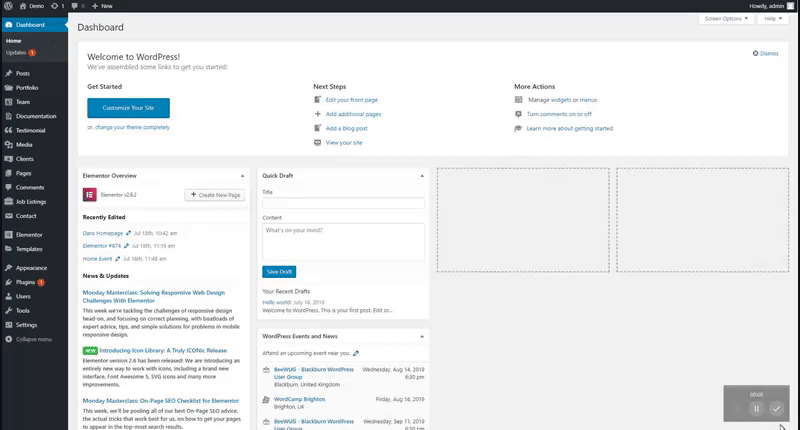 Demo 1 0 + New
Howdy, admin
Dashboard
Home
Updates 1
Posts
Portfolio
Team
Documentation
Testimonial
Media
Clients
Pages
Comments
Job Listings
Contact
Elementor
Templates
Appearance
Plugins 1
Users
Tools
Settings
Collapse menu
Dashboard
Screen Options
Help
Welcome to WordPress!
We've assembled some links to get you started:
Dismiss
Get Started
Customize Your Site
or, change your theme completely
Next Steps
Edit your front page
Add additional pages
Add a blog post
View your site
More Actions
Manage widgets or menus
Turn comments on or off
Learn more about getting started
Elementor Overview
Elementor v2.6.2
Create New Page
Recently Edited
Dans Homepage Jul 18th, 10:42 am
Elementor #874 Jul 18th, 11:19 am
Home Event Jul 16th, 11:48 am
News & Updates
Monday Masterclass: Solving Responsive Web Design
Challenges With Elementor
This week we're tackling the challenges of responsive design
head-on, and focusing on correct planning, with boatloads of
expert advice, tips, and simple solutions for problems in mobile
responsive design.
NEW Introducing Icon Library: A Truly ICONic Release
Elementor version 2.6 has been released! We are introducing an
entirely new way to work with icons, including a brand new
interface, Font Awesome 5, SVG icons and many more
improvements.
Monday Masterclass: On-Page SEO Checklist for Elementor
This week, we'll be pooling all of our best On-Page SEO advice,
the actual tricks that work best for us, on how to get your pages
to appear in the top-most search results.
Quick Draft
Title
Content
What's on your mind?
Save Draft
Your Recent Drafts
Hello world! July 16, 2019
Welcome to WordPress. This is your first post. Edit or…
WordPress Events and News
Attend an upcoming event near you.
BeeWUG - Blackburn WordPress
User Group
Blackburn, United Kingdom
Wednesday, Aug 14, 2019
6:30 pm
WordCamp Brighton
Brighton, UK
Friday, Aug 16, 2019
BeeWUG - Blackburn WordPress
User Group
Wednesday, Sep 11, 2019
6:30 pm